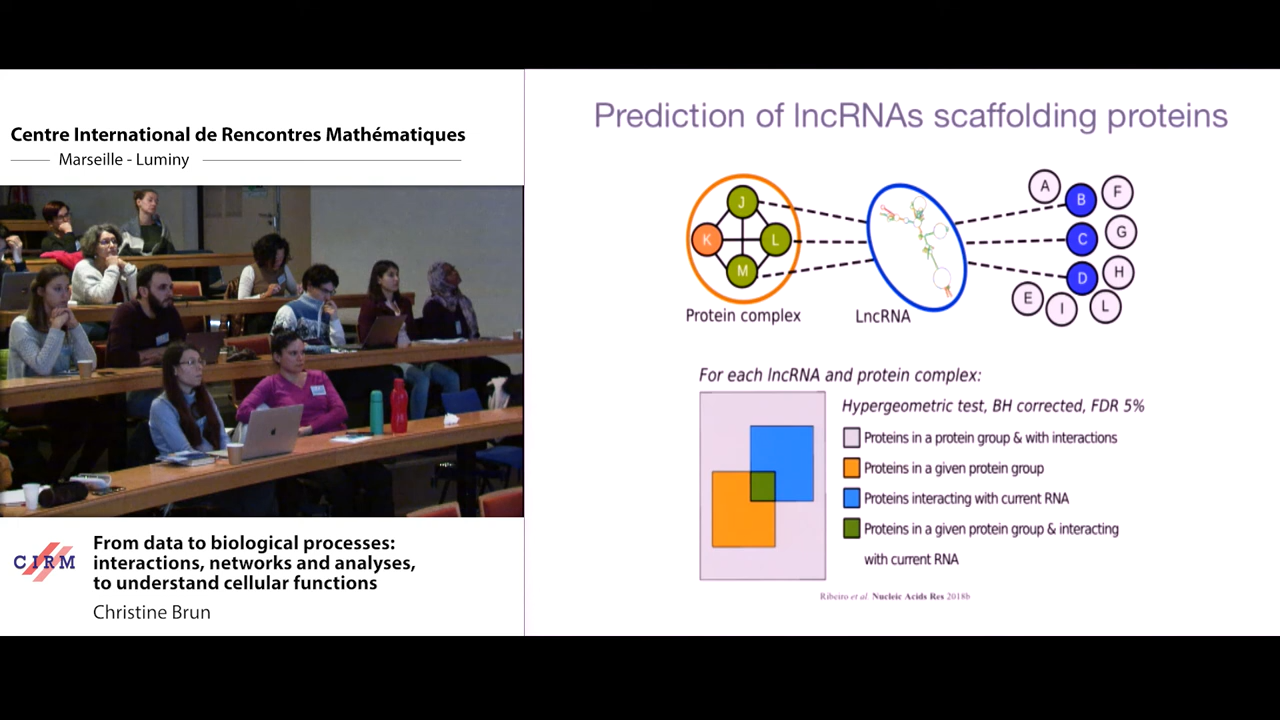 Centre International de Rencontres Mathématiques
Marseille - Luminy
CIRM
From data to biological processes:
interactions, networks and analyses,
to understand cellular functions
Christine Brun
Prediction of lncRNAs scaffolding proteins
J
K
L
M
Protein complex
LncRNA
A
B
F
C
G
D
H
E
I
L
For each lncRNA and protein complex:
Hypergeometric test, BH corrected, FDR 5%
Proteins in a protein group & with interactions
Proteins in a given protein group
Proteins interacting with current RNA
Proteins in a given protein group & interacting
with current RNA
Ribeiro et al. Nucleic Acids Res 2018b